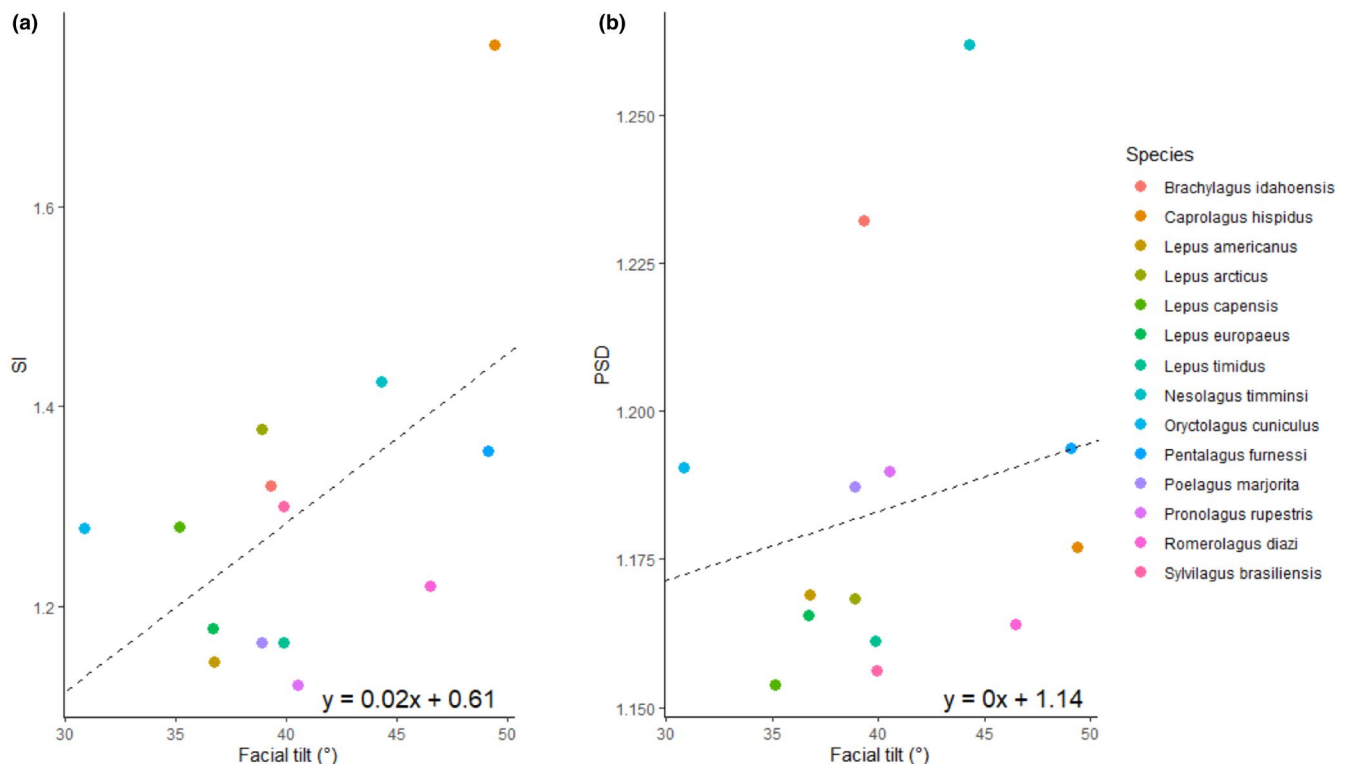 (a)
SI
1.6
1.4
1.2
30
35
40
45
50
Facial tilt (°)
y = 0.02x + 0.61
(b)
PSD
1.250
1.225
1.200
1.175
1.150
30
35
40
45
50
Facial tilt (°)
y = 0x + 1.14
Species
Brachylagus idahoensis
Caprolagus hispidus
Lepus americanus
Lepus arcticus
Lepus capensis
Lepus europaeus
Lepus timidus
Nesolagus timminsi
Oryctolagus cuniculus
Pentalagus furnessi
Poelagus marjorita
Pronolagus rupestris
Romerolagus diazi
Sylvilagus brasiliensis